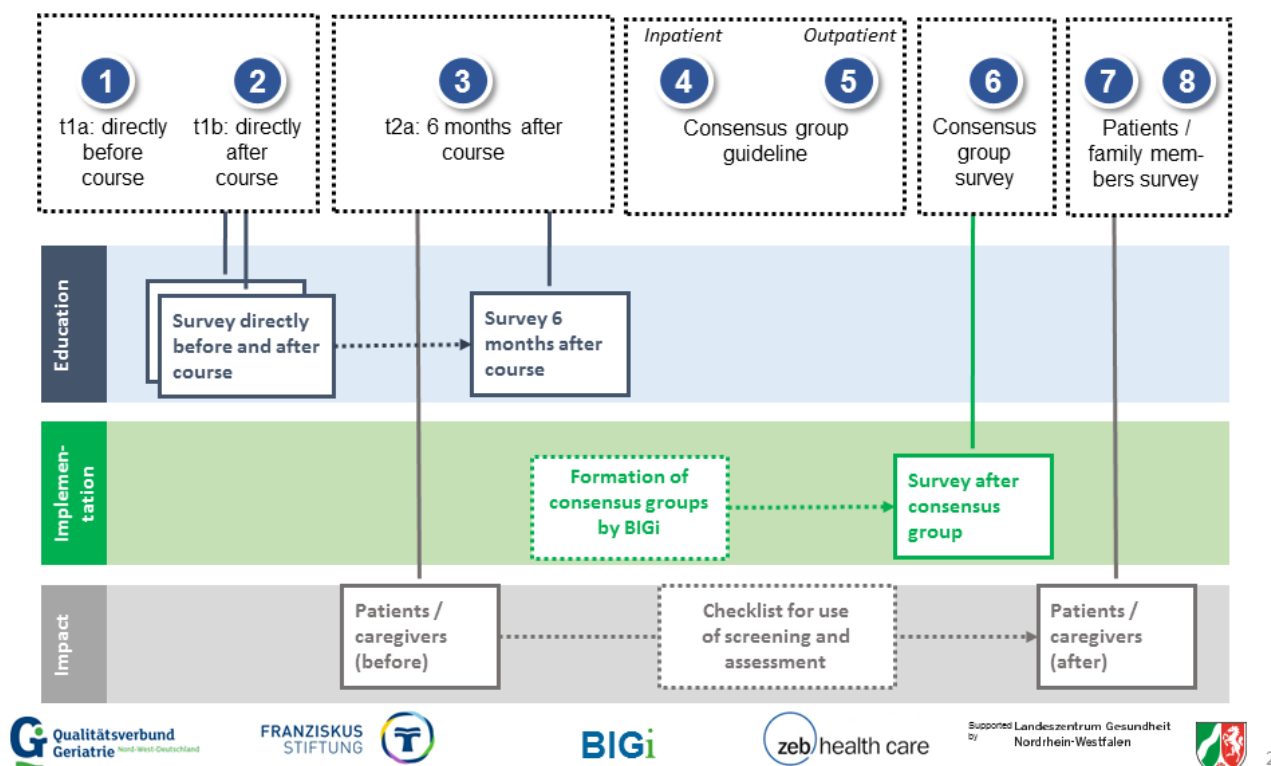 Inpatient
Outpatient
1
2
3
4
5
6
7
8
t1a: directly
before
course
t1b: directly
after
course
t2a: 6 months after
course
Consensus group
guideline
Consensus
group
survey
Patients /
family mem-
bers survey
Education
Survey directly
before and after
course
Survey 6
months after
course
Implemen-
tation
Formation of
consensus groups
by BIGi
Survey after
consensus
group
Impact
Patients /
caregivers
(before)
Checklist for use
of screening and
assessment
Patients /
caregivers
(after)
Qualitätsverbund
Geriatrie Nord-West-Deutschland
FRANZISKUS
STIFTUNG
BIGi
zeb health care
Supported by
Landeszentrum Gesundheit
Nordrhein-Westfalen
2